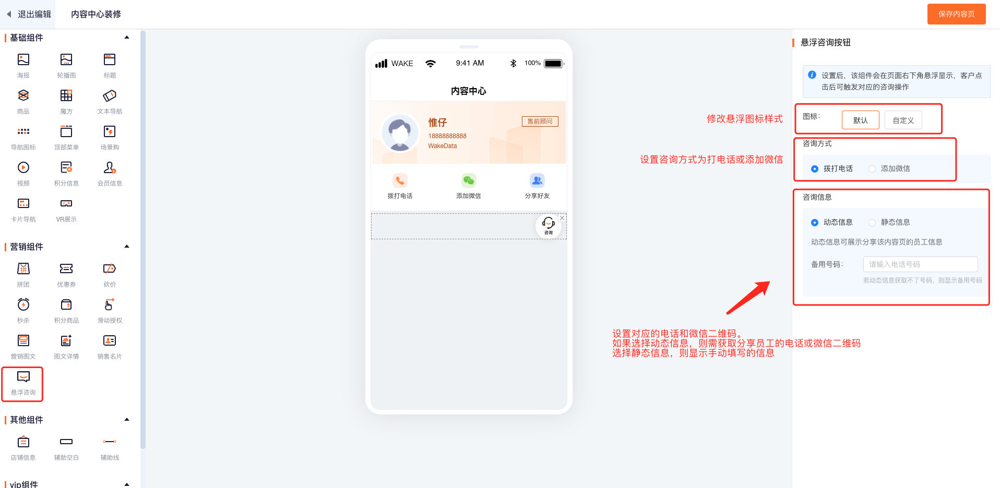 退出编辑
内容中心装修
保存内容页
基础组件
海报
轮播图
标题
商品
魔方
文本导航
导航图标
顶部菜单
场景购
视频
积分信息
会员信息
卡片导航
VR展示
营销组件
拼团
优惠券
砍价
秒杀
积分商品
滑动授权
营销图文
图文详情
销售名片
悬浮咨询
其他组件
店铺信息
辅助空白
辅助线
vip组件
WAKE
9:41 AM
100%
内容中心
惟仔
售前顾问
18888888888
WakeData
拨打电话
添加微信
分享好友
咨询
修改悬浮图标样式
设置咨询方式为打电话或添加微信
设置对应的电话和微信二维码。
如果选择动态信息，则需获取分享员工的电话或微信二维码
选择静态信息，则显示手动填写的信息
悬浮咨询按钮
设置后，该组件会在页面右下角悬浮显示，客户点
击后可触发对应的咨询操作
图标：
默认
自定义
咨询方式
拨打电话
添加微信
咨询信息
动态信息
静态信息
动态信息可展示分享该内容页的员工信息
备用号码：
请输入电话号码
若动态信息获取不了号码，则显示备用号码